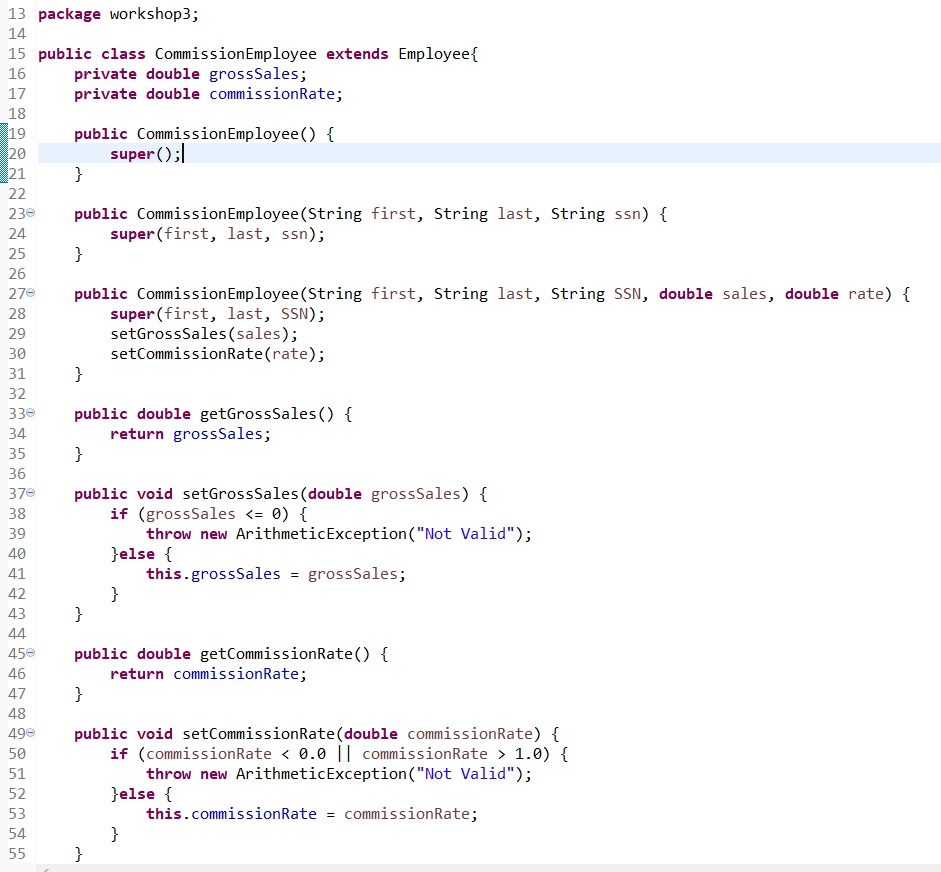 13 package workshop3;
14
15 public class CommissionEmployee extends Employee{
16     private double grossSales;
17     private double commissionRate;
18
19     public CommissionEmployee() {
20         super();
21     }
22
23     public CommissionEmployee(String first, String last, String ssn) {
24         super(first, last, ssn);
25     }
26
27     public CommissionEmployee(String first, String last, String SSN, double sales, double rate) {
28         super(first, last, SSN);
29         setGrossSales(sales);
30         setCommissionRate(rate);
31     }
32
33     public double getGrossSales() {
34         return grossSales;
35     }
36
37     public void setGrossSales(double grossSales) {
38         if (grossSales <= 0) {
39             throw new ArithmeticException("Not Valid");
40         }else {
41             this.grossSales = grossSales;
42         }
43     }
44
45     public double getCommissionRate() {
46         return commissionRate;
47     }
48
49     public void setCommissionRate(double commissionRate) {
50         if (commissionRate < 0.0 || commissionRate > 1.0) {
51             throw new ArithmeticException("Not Valid");
52         }else {
53             this.commissionRate = commissionRate;
54         }
55     }